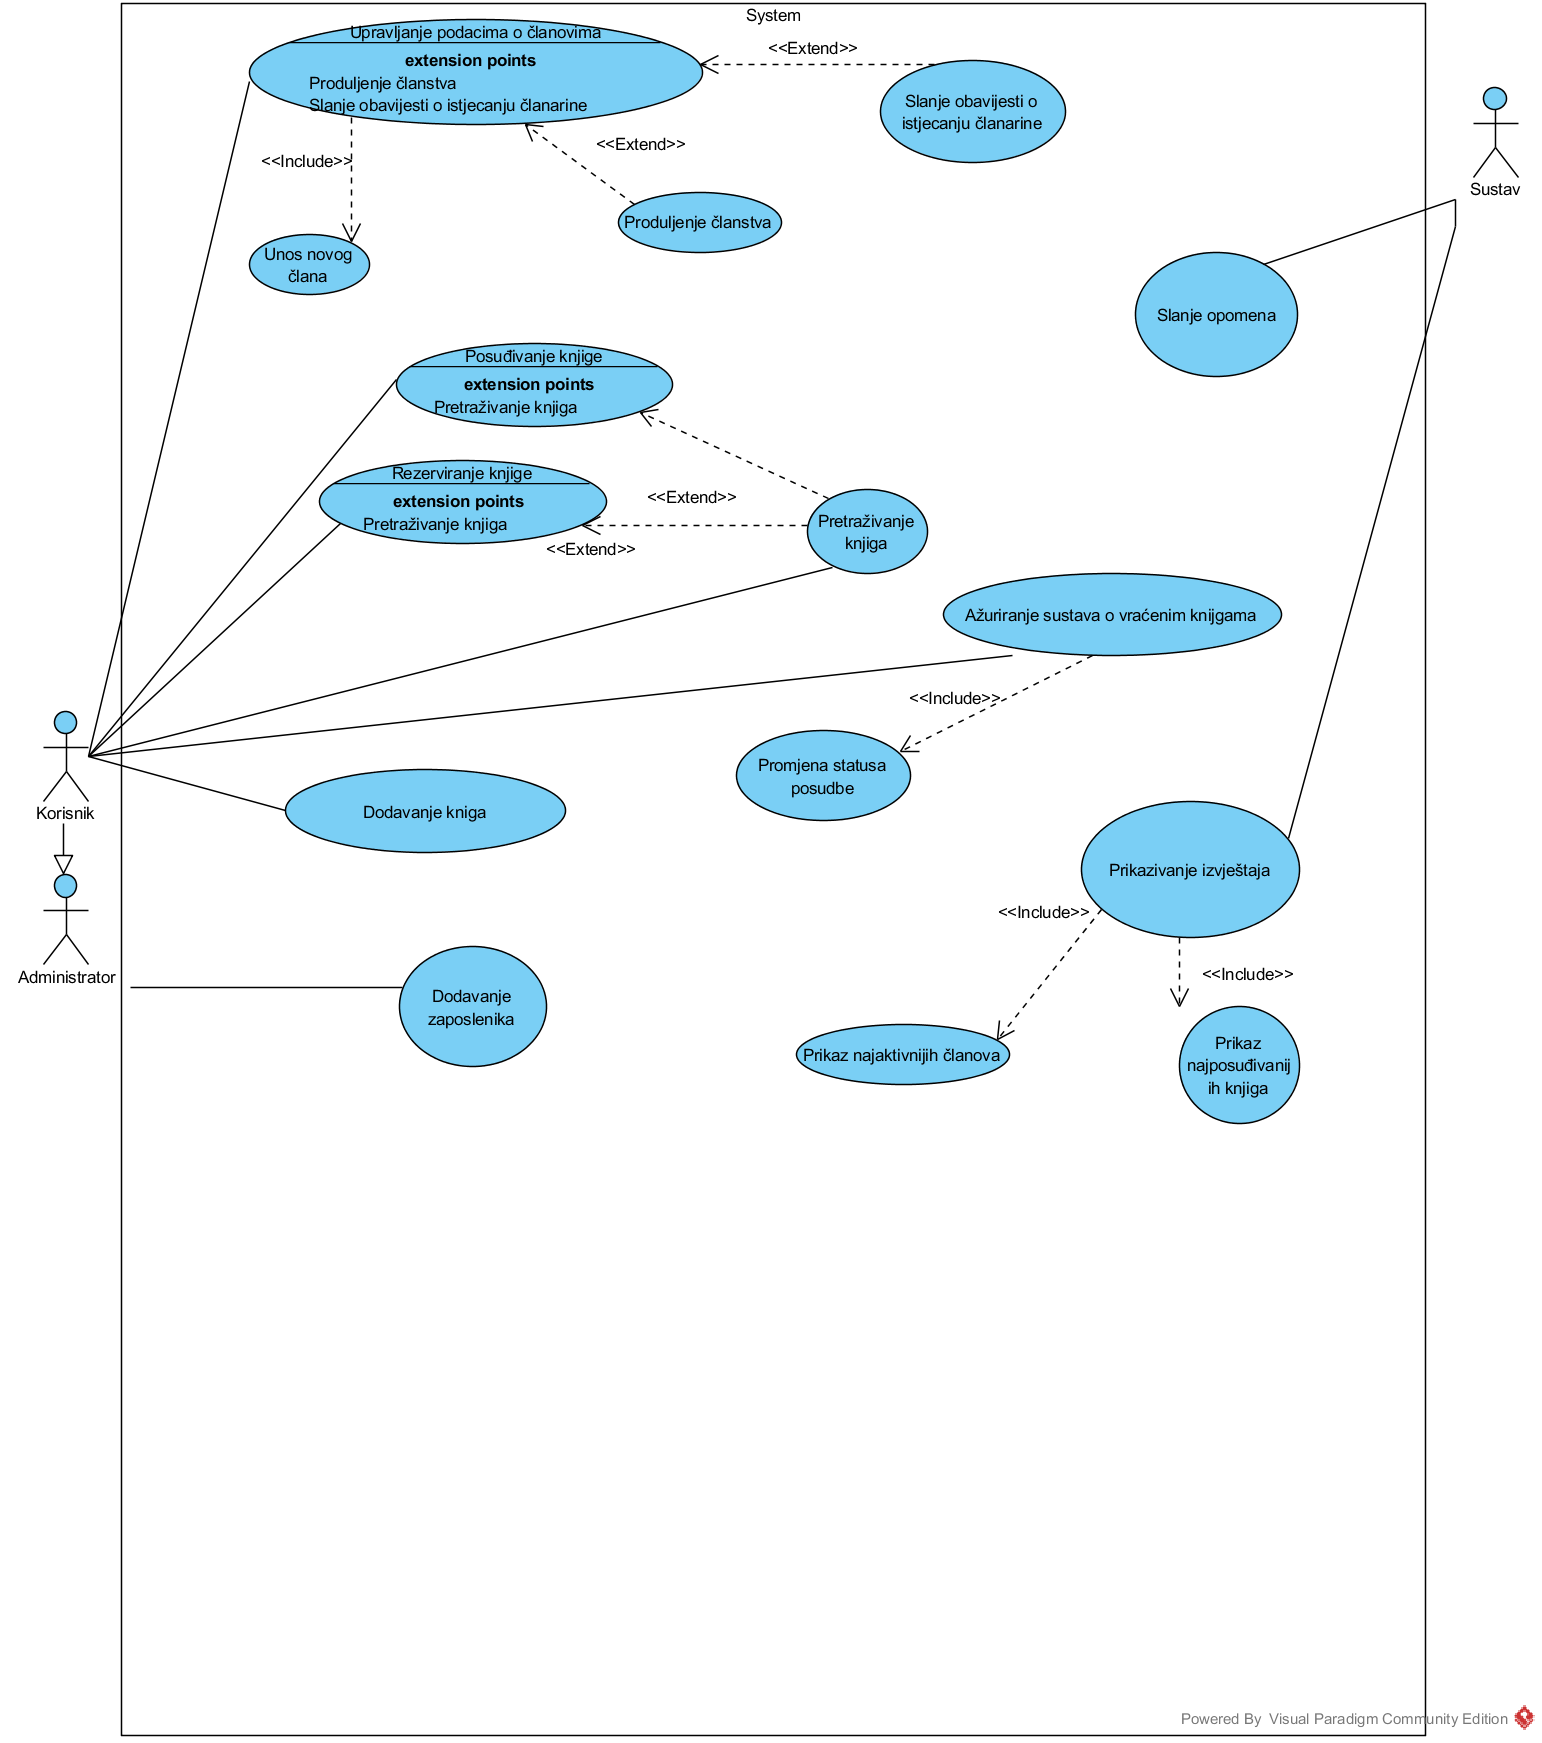 System
Upravljanje podacima o članovima
extension points
Produljenje članstva
Slanje obavijesti o istjecanju članarine
<<Extend>>
Slanje obavijesti o
istjecanju članarine
Sustav
<<Include>>
<<Extend>>
Produljenje članstva
Unos novog
člana
Slanje opomena
Posuđivanje knjige
extension points
Pretraživanje knjiga
Rezerviranje knjige
extension points
Pretraživanje knjiga
<<Extend>>
<<Extend>>
Pretraživanje
knjiga
Ažuriranje sustava o vraćenim knijgama
<<Include>>
Promjena statusa
posudbe
Korisnik
Dodavanje kniga
Prikazivanje izvještaja
<<Include>>
<<Include>>
Administrator
Dodavanje
zaposlenika
Prikaz najaktivnijih članova
Prikaz
najposuđivanij
ih knjiga
Powered By Visual Paradigm Community Edition